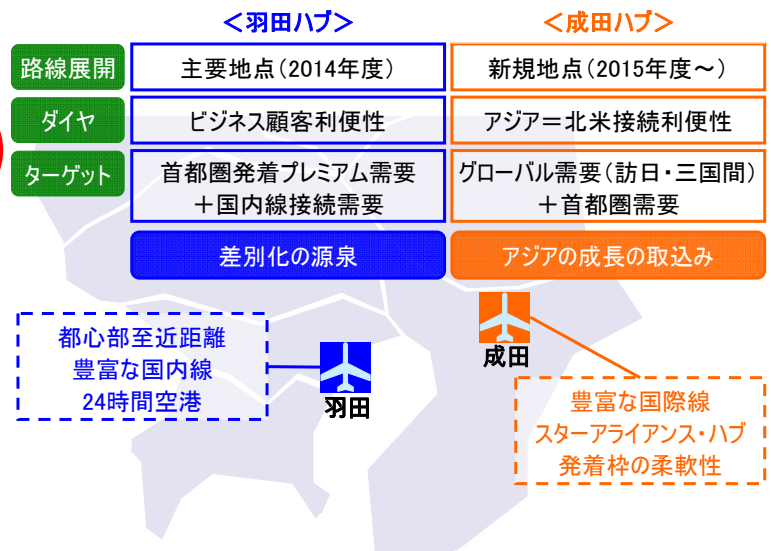 <羽田ハブ>
<成田ハブ>
路線展開
主要地点(2014年度)
新規地点(2015年度~)
ダイヤ
ビジネス顧客利便性
アジア=北米接続利便性
ターゲット
首都圏発着プレミアム需要
+国内線接続需要
グローバル需要(訪日・三国間)
+首都圏需要
差別化の源泉
アジアの成長の取込み
都心部至近距離
豊富な国内線
24時間空港
羽田
成田
豊富な国際線
スターアライアンス・ハブ
発着枠の柔軟性